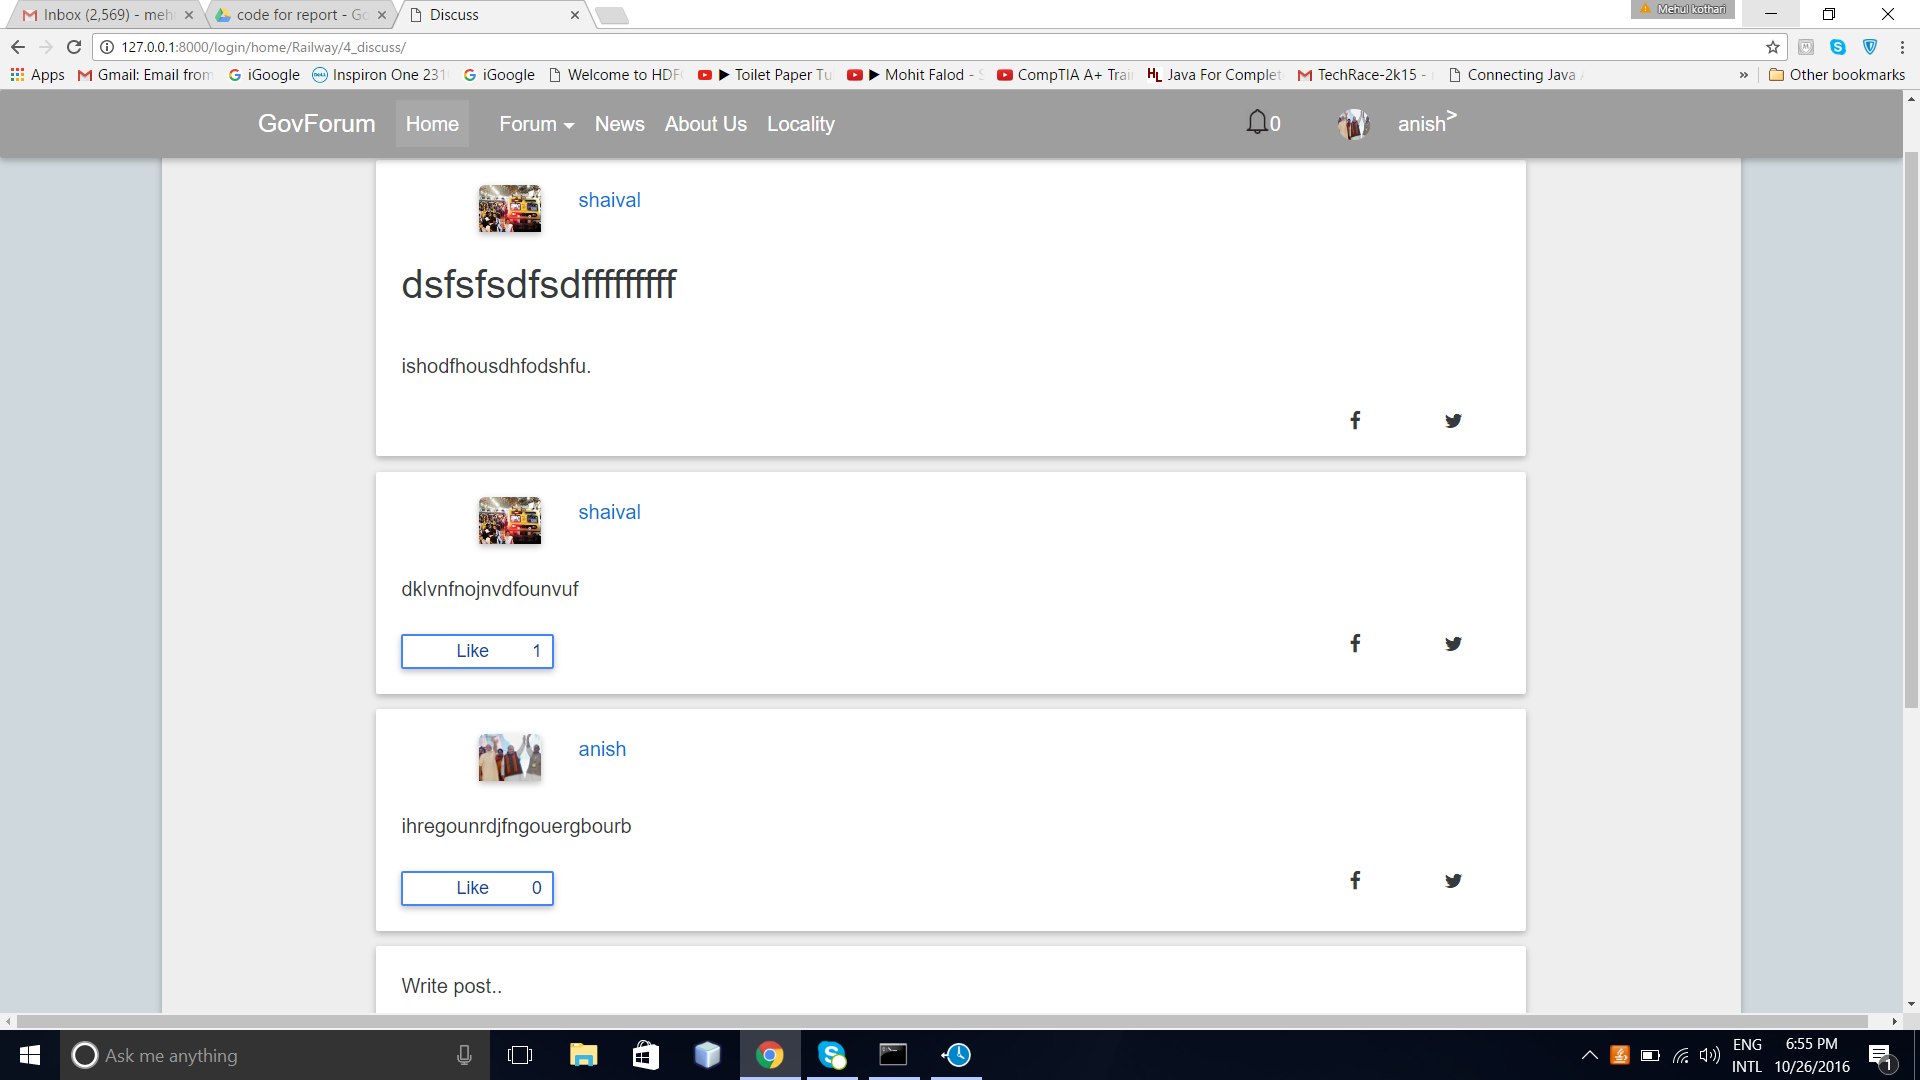 Inbox (2,569) - meh
code for report - Go
Discuss
Mehul kothari
127.0.0.1:8000/login/home/Railway/4_discuss/
Apps
Gmail: Email from
iGoogle
Inspiron One 231
iGoogle
Welcome to HDF
▶ Toilet Paper Tu
▶ Mohit Falod -
CompTIA A+ Trai
HL Java For Complet
TechRace-2k15 -
Connecting Java
»
Other bookmarks
GovForum
Home
Forum
News
About Us
Locality
0
anish>
shaival
dsfsfsdfsdfffffffff
ishodfhousdhfodshfu.
shaival
dklvnfnojnvdfounvuf
Like 1
anish
ihregounrdjfngouergbourb
Like 0
Write post..
Ask me anything
ENG
INTL
6:55 PM
10/26/2016
1